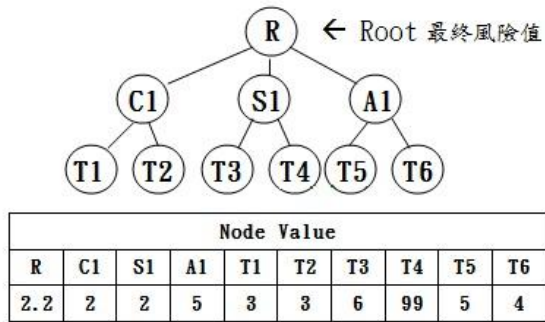 R ← Root 最終風險值
C1 S1 A1
T1 T2 T3 T4 T5 T6
Node Value
R C1 S1 A1 T1 T2 T3 T4 T5 T6
2.2 2 2 5 3 3 6 99 5 4